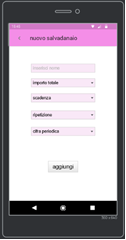 nuovo salvadanaio
inserisci nome
importo totale
scadenza
ripetizione
cifra periodica
aggiungi